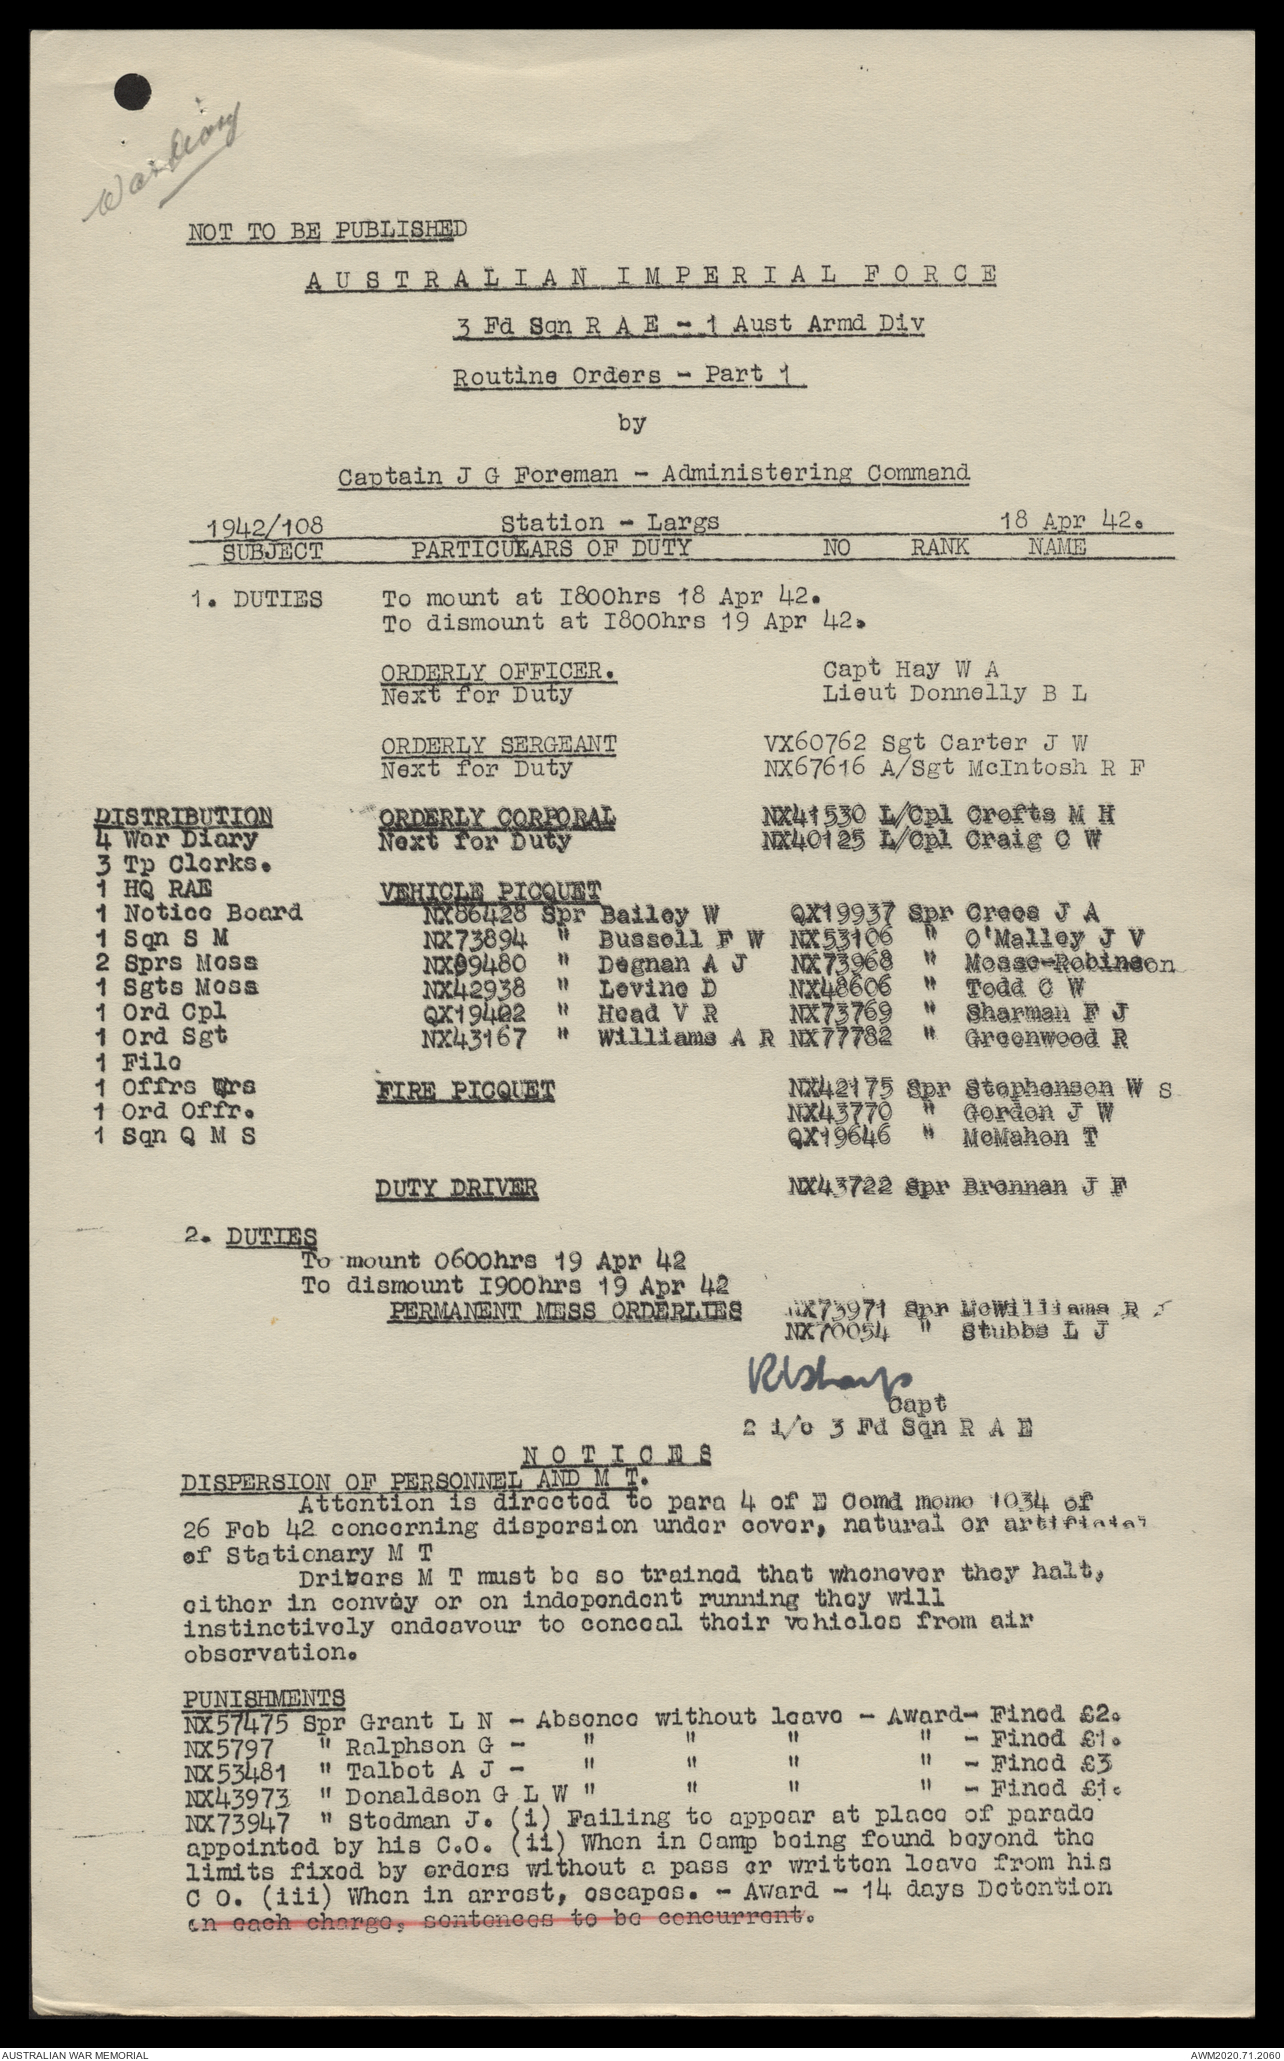 War Diary
NOT TO BE PUBLISHED
AUSTRALIAN IMPERIAL FORCE
3 Fd Sqn R A E - 1 Aust Armd Div
Routine Orders - Part 1
by
Captain J G Foreman - Administering Command
1942/108 Station - Largs 18 Apr 42.
SUBJECT PARTICULARS OF DUTY NO RANK NAME
1. DUTIES To mount at 1800hrs 18 Apr 42.
To dismount at 1800hrs 19 Apr 42.
ORDERLY OFFICER. Capt Hay W A
Next for Duty Lieut Donnelly B L
ORDERLY SERGEANT VX60762 Sgt Carter J W
Next for Duty NX67616 A/Sgt McIntosh R F
DISTRIBUTION ORDERLY CORPORAL NX41530 L/Cpl Crofts M H
4 War Diary Next for Duty NX40125 L/Cpl Craig C W
3 Tp Clerks.
1 HQ RAE VEHICLE PICQUET
1 Notice Board NX86428 Spr Bailey W QX19937 Spr Crees J A
1 Sqn S M NX73894 " Bussell F W NX53106 " O'Malley J V
2 Sprs Mess NX99480 " Degnan A J NX73968 " Mosse-Robinson
1 Sgts Mess NX42938 " Levine D NX48606 " Todd C W
1 Ord Cpl QX19402 " Head V R NX73769 " Sharman F J
1 Ord Sgt NX43167 " Williams A R NX77782 " Greenwood R
1 File
1 Offrs Qrs FIRE PICQUET NX42175 Spr Stephenson W S
1 Ord Offr. NX43770 " Gordon J W
1 Sqn Q M S QX19646 " McMahon T
DUTY DRIVER NX43722 Spr Brennan J F
2. DUTIES
To mount 0600hrs 19 Apr 42
To dismount 1900hrs 19 Apr 42
PERMANENT MESS ORDERLIES NX73971 Spr McWilliams R J
NX70054 " Stubbs L J
Capt
2 i/c 3 Fd Sqn R A E
NOTICES
DISPERSION OF PERSONNEL AND M T.
Attention is directed to para 4 of E Comd memo 1034 of
26 Feb 42 concerning dispersion under cover, natural or artificial
of Stationary M T
Drivers M T must be so trained that whenever they halt,
either in convoy or on independent running they will
instinctively endeavour to conceal their vehicles from air
observation.
PUNISHMENTS
NX57475 Spr Grant L N - Absence without leave - Award- Fined £2.
NX5797 " Ralphson G - " " " " - Fined £1.
NX53481 " Talbot A J - " " " " - Fined £3
NX43973 " Donaldson G L W " " " " - Fined £1.
NX73947 " Stedman J. (i) Failing to appear at place of parade
appointed by his C.O. (ii) When in Camp being found beyond the
limits fixed by orders without a pass or written leave from his
C O. (iii) When in arrest, escapes. - Award - 14 days Detention
on each charge, sentences to be concurrent.
AUSTRALIAN WAR MEMORIAL AWM2020.71.2060